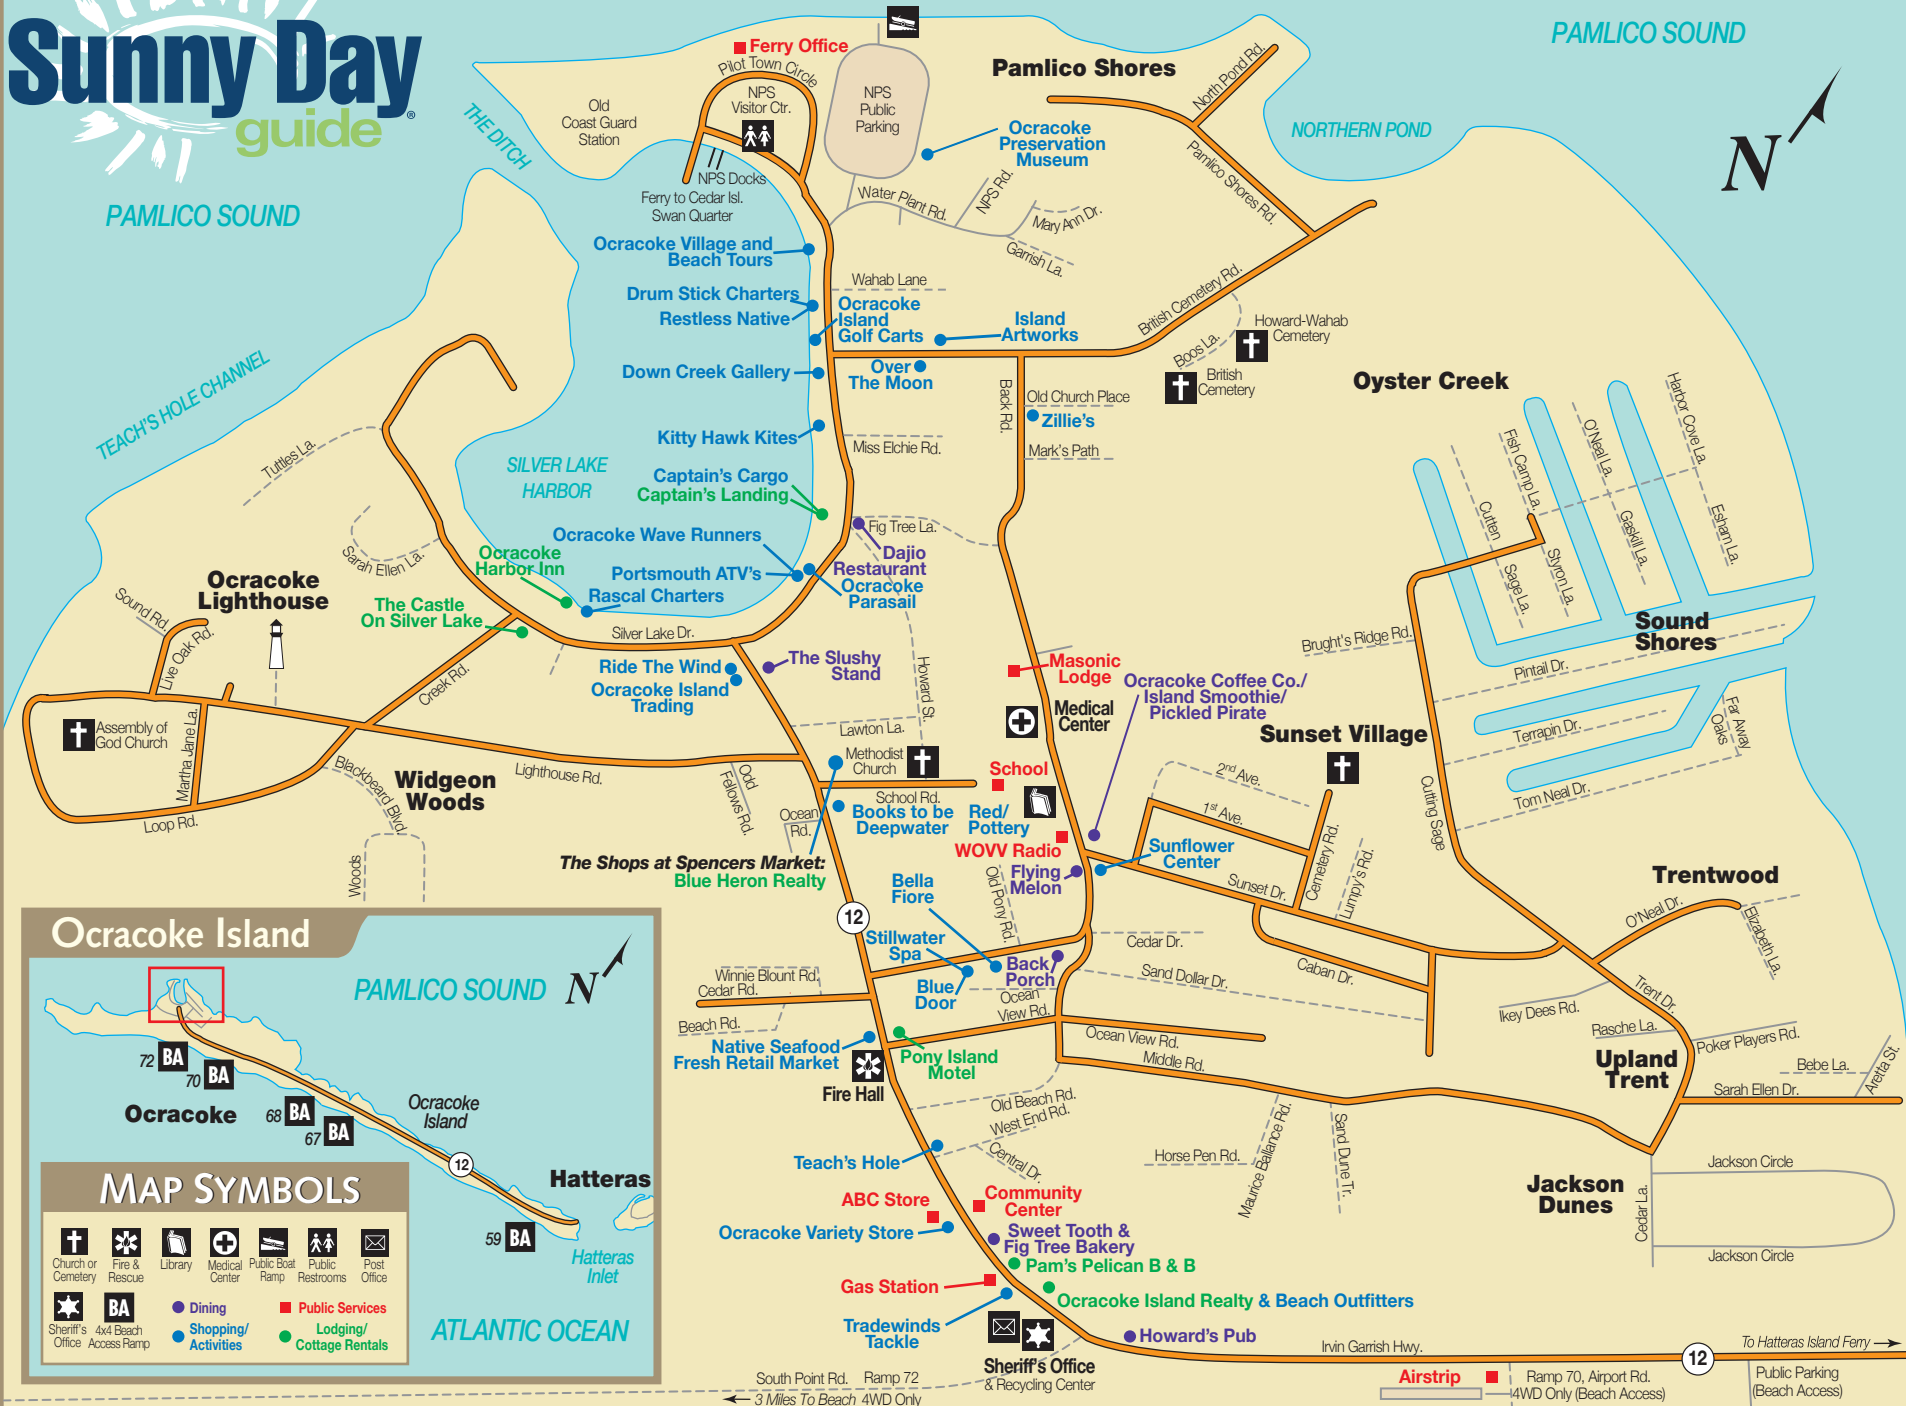 Sunny Day
guide
®
PAMLICO SOUND
THE DITCH
Old
Coast Guard
Station
Ferry Office
Pilot Town Circle
NPS
Visitor Ctr.
NPS
Public
Parking
NPS Docks
Ferry to Cedar Isl.
Swan Quarter
Pamlico Shores
North Pond Rd.
PAMLICO SOUND
NORTHERN POND
N
Ocracoke
Preservation
Museum
Water Plant Rd.
NPS Rd.
Mary Ann Dr.
Garrish La.
Pamlico Shores Rd.
British Cemetery Rd.
Ocracoke Village and
Beach Tours
Wahab Lane
Drum Stick Charters
Restless Native
Ocracoke
Island
Golf Carts
Island
Artworks
Over
The Moon
Down Creek Gallery
Boos La.
Howard-Wahab
Cemetery
British
Cemetery
Oyster Creek
Back Rd.
Old Church Place
Zillie's
Mark's Path
Kitty Hawk Kites
Miss Elchie Rd.
TEACH'S HOLE CHANNEL
Tuttles La.
SILVER LAKE
HARBOR
Captain's Cargo
Captain's Landing
Fig Tree La.
Dajio
Restaurant
Ocracoke Wave Runners
Portsmouth ATV's
Rascal Charters
Ocracoke
Parasail
Ocracoke
Harbor Inn
Sarah Ellen La.
The Castle
On Silver Lake
Silver Lake Dr.
Ocracoke
Lighthouse
Sound Rd.
Live Oak Rd.
Creek Rd.
Assembly of
God Church
Martha Jane La.
Loop Rd.
Blackbeard Blvd.
Woods
Widgeon
Woods
Lighthouse Rd.
Odd
Fellows Rd.
Ride The Wind
Ocracoke Island
Trading
The Slushy
Stand
Howard St.
Lawton La.
Methodist
Church
School Rd.
Ocean
Rd.
Books to be
Deepwater
The Shops at Spencers Market:
Blue Heron Realty
Masonic
Lodge
Medical
Center
School
Red/
Pottery
WOVV Radio
Flying
Melon
Ocracoke Coffee Co./
Island Smoothie/
Pickled Pirate
Sunflower
Center
2nd Ave.
1st Ave.
Sunset Village
Cemetery Rd.
Lumpy's Rd.
Sunset Dr.
Cutten
Sage La.
Fish Camp La.
Styron La.
O'Neal La.
Gaskill La.
Harbor Cove La.
Esham La.
Sound
Shores
Brught's Ridge Rd.
Pintail Dr.
Terrapin Dr.
Tom Neal Dr.
Far Away
Oaks
Cutting Sage
Trentwood
O'Neal Dr.
Elizabeth La.
Trent Dr.
Ikey Dees Rd.
Rasche La.
Upland
Trent
Poker Players Rd.
Bebe La.
Aretta St.
Sarah Ellen Dr.
12
Bella
Fiore
Old Pony Rd.
Stillwater
Spa
Blue
Door
Back
Porch
Cedar Dr.
Sand Dollar Dr.
Caban Dr.
Winnie Blount Rd.
Cedar Rd.
Beach Rd.
Ocean
View Rd.
Ocean View Rd.
Middle Rd.
Native Seafood
Fresh Retail Market
Fire Hall
Pony Island
Motel
Old Beach Rd.
West End Rd.
Central Dr.
Teach's Hole
Horse Pen Rd.
Maurice Ballance Rd.
Sand Dune Tr.
Jackson
Dunes
Cedar La.
Jackson Circle
Jackson Circle
ABC Store
Community
Center
Ocracoke Variety Store
Sweet Tooth &
Fig Tree Bakery
Pam's Pelican B & B
Gas Station
Ocracoke Island Realty & Beach Outfitters
Tradewinds
Tackle
Howard's Pub
Sheriff's Office
& Recycling Center
Irvin Garrish Hwy.
12
To Hatteras Island Ferry
South Point Rd. Ramp 72
3 Miles To Beach 4WD Only
Airstrip
Ramp 70, Airport Rd.
4WD Only (Beach Access)
Public Parking
(Beach Access)
Ocracoke Island
PAMLICO SOUND
N
72 BA
70 BA
68 BA
67 BA
59 BA
Ocracoke
Ocracoke
Island
12
Hatteras
Hatteras
Inlet
ATLANTIC OCEAN
MAP SYMBOLS
Church or
Cemetery
Fire &
Rescue
Library
Medical
Center
Public Boat
Ramp
Public
Restrooms
Post
Office
Sheriff's
Office
BA
4x4 Beach
Access Ramp
Dining
Shopping/
Activities
Public Services
Lodging/
Cottage Rentals